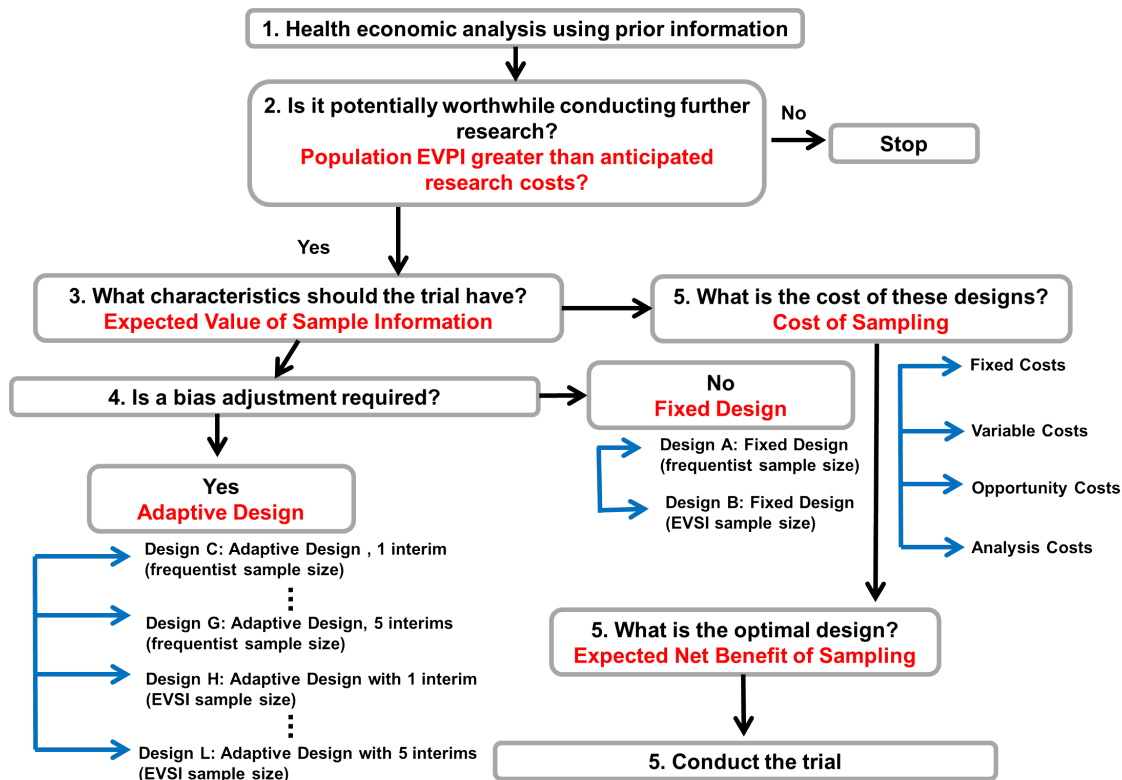 1. Health economic analysis using prior information
2. Is it potentially worthwhile conducting further
research?
Population EVPI greater than anticipated
research costs?
No
Stop
Yes
3. What characteristics should the trial have?
Expected Value of Sample Information
5. What is the cost of these designs?
Cost of Sampling
4. Is a bias adjustment required?
No
Fixed Design
Design A: Fixed Design
(frequentist sample size)
Design B: Fixed Design
(EVSI sample size)
Fixed Costs
Variable Costs
Opportunity Costs
Analysis Costs
Yes
Adaptive Design
Design C: Adaptive Design , 1 interim
(frequentist sample size)
Design G: Adaptive Design, 5 interims
(frequentist sample size)
Design H: Adaptive Design with 1 interim
(EVSI sample size)
Design L: Adaptive Design with 5 interims
(EVSI sample size)
5. What is the optimal design?
Expected Net Benefit of Sampling
5. Conduct the trial